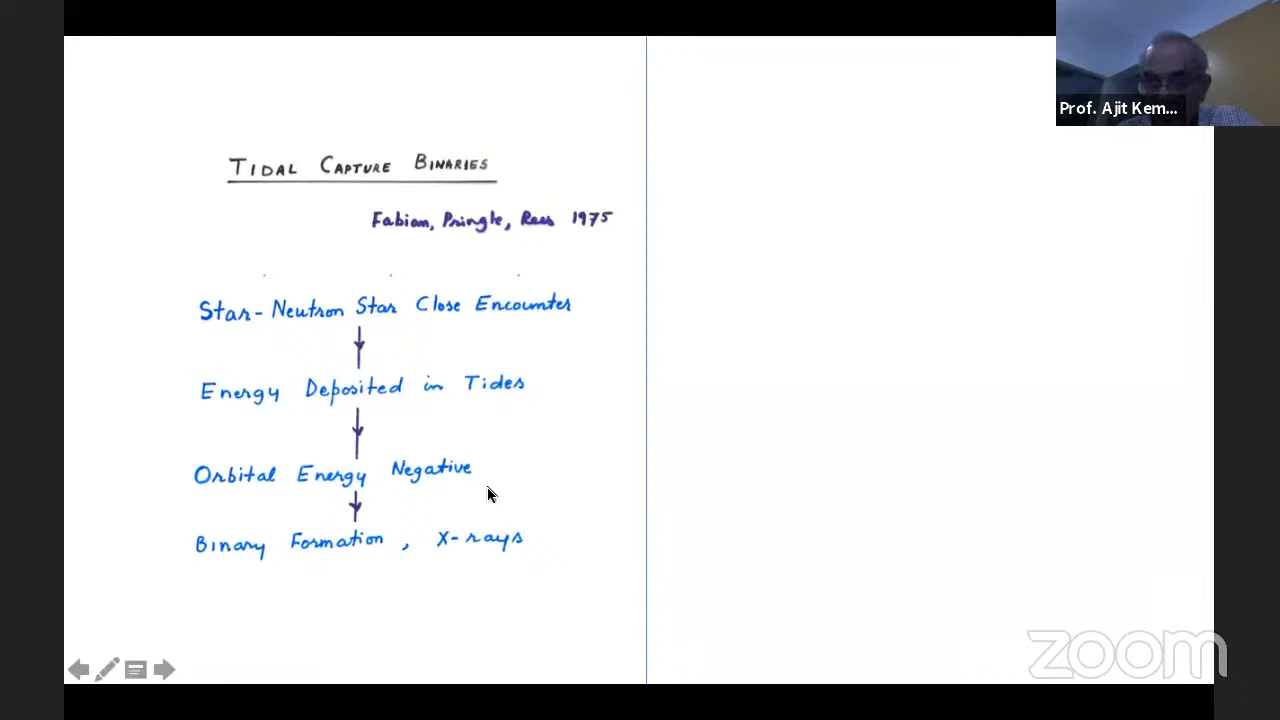 Prof. Ajit Kem...
TIDAL CAPTURE BINARIES
Fabian, Pringle, Rees 1975
Star-Neutron Star Close Encounter
Energy Deposited in Tides
Orbital Energy Negative
Binary Formation, X-rays
zoom